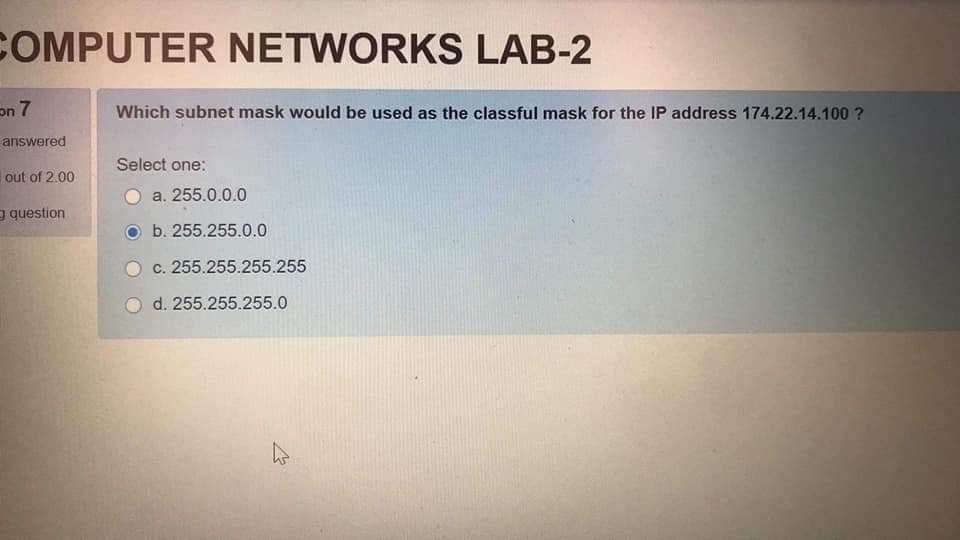 COMPUTER NETWORKS LAB-2
on 7
answered
out of 2.00
question
Which subnet mask would be used as the classful mask for the IP address 174.22.14.100 ?
Select one:
a. 255.0.0.0
b. 255.255.0.0
c. 255.255.255.255
d. 255.255.255.0